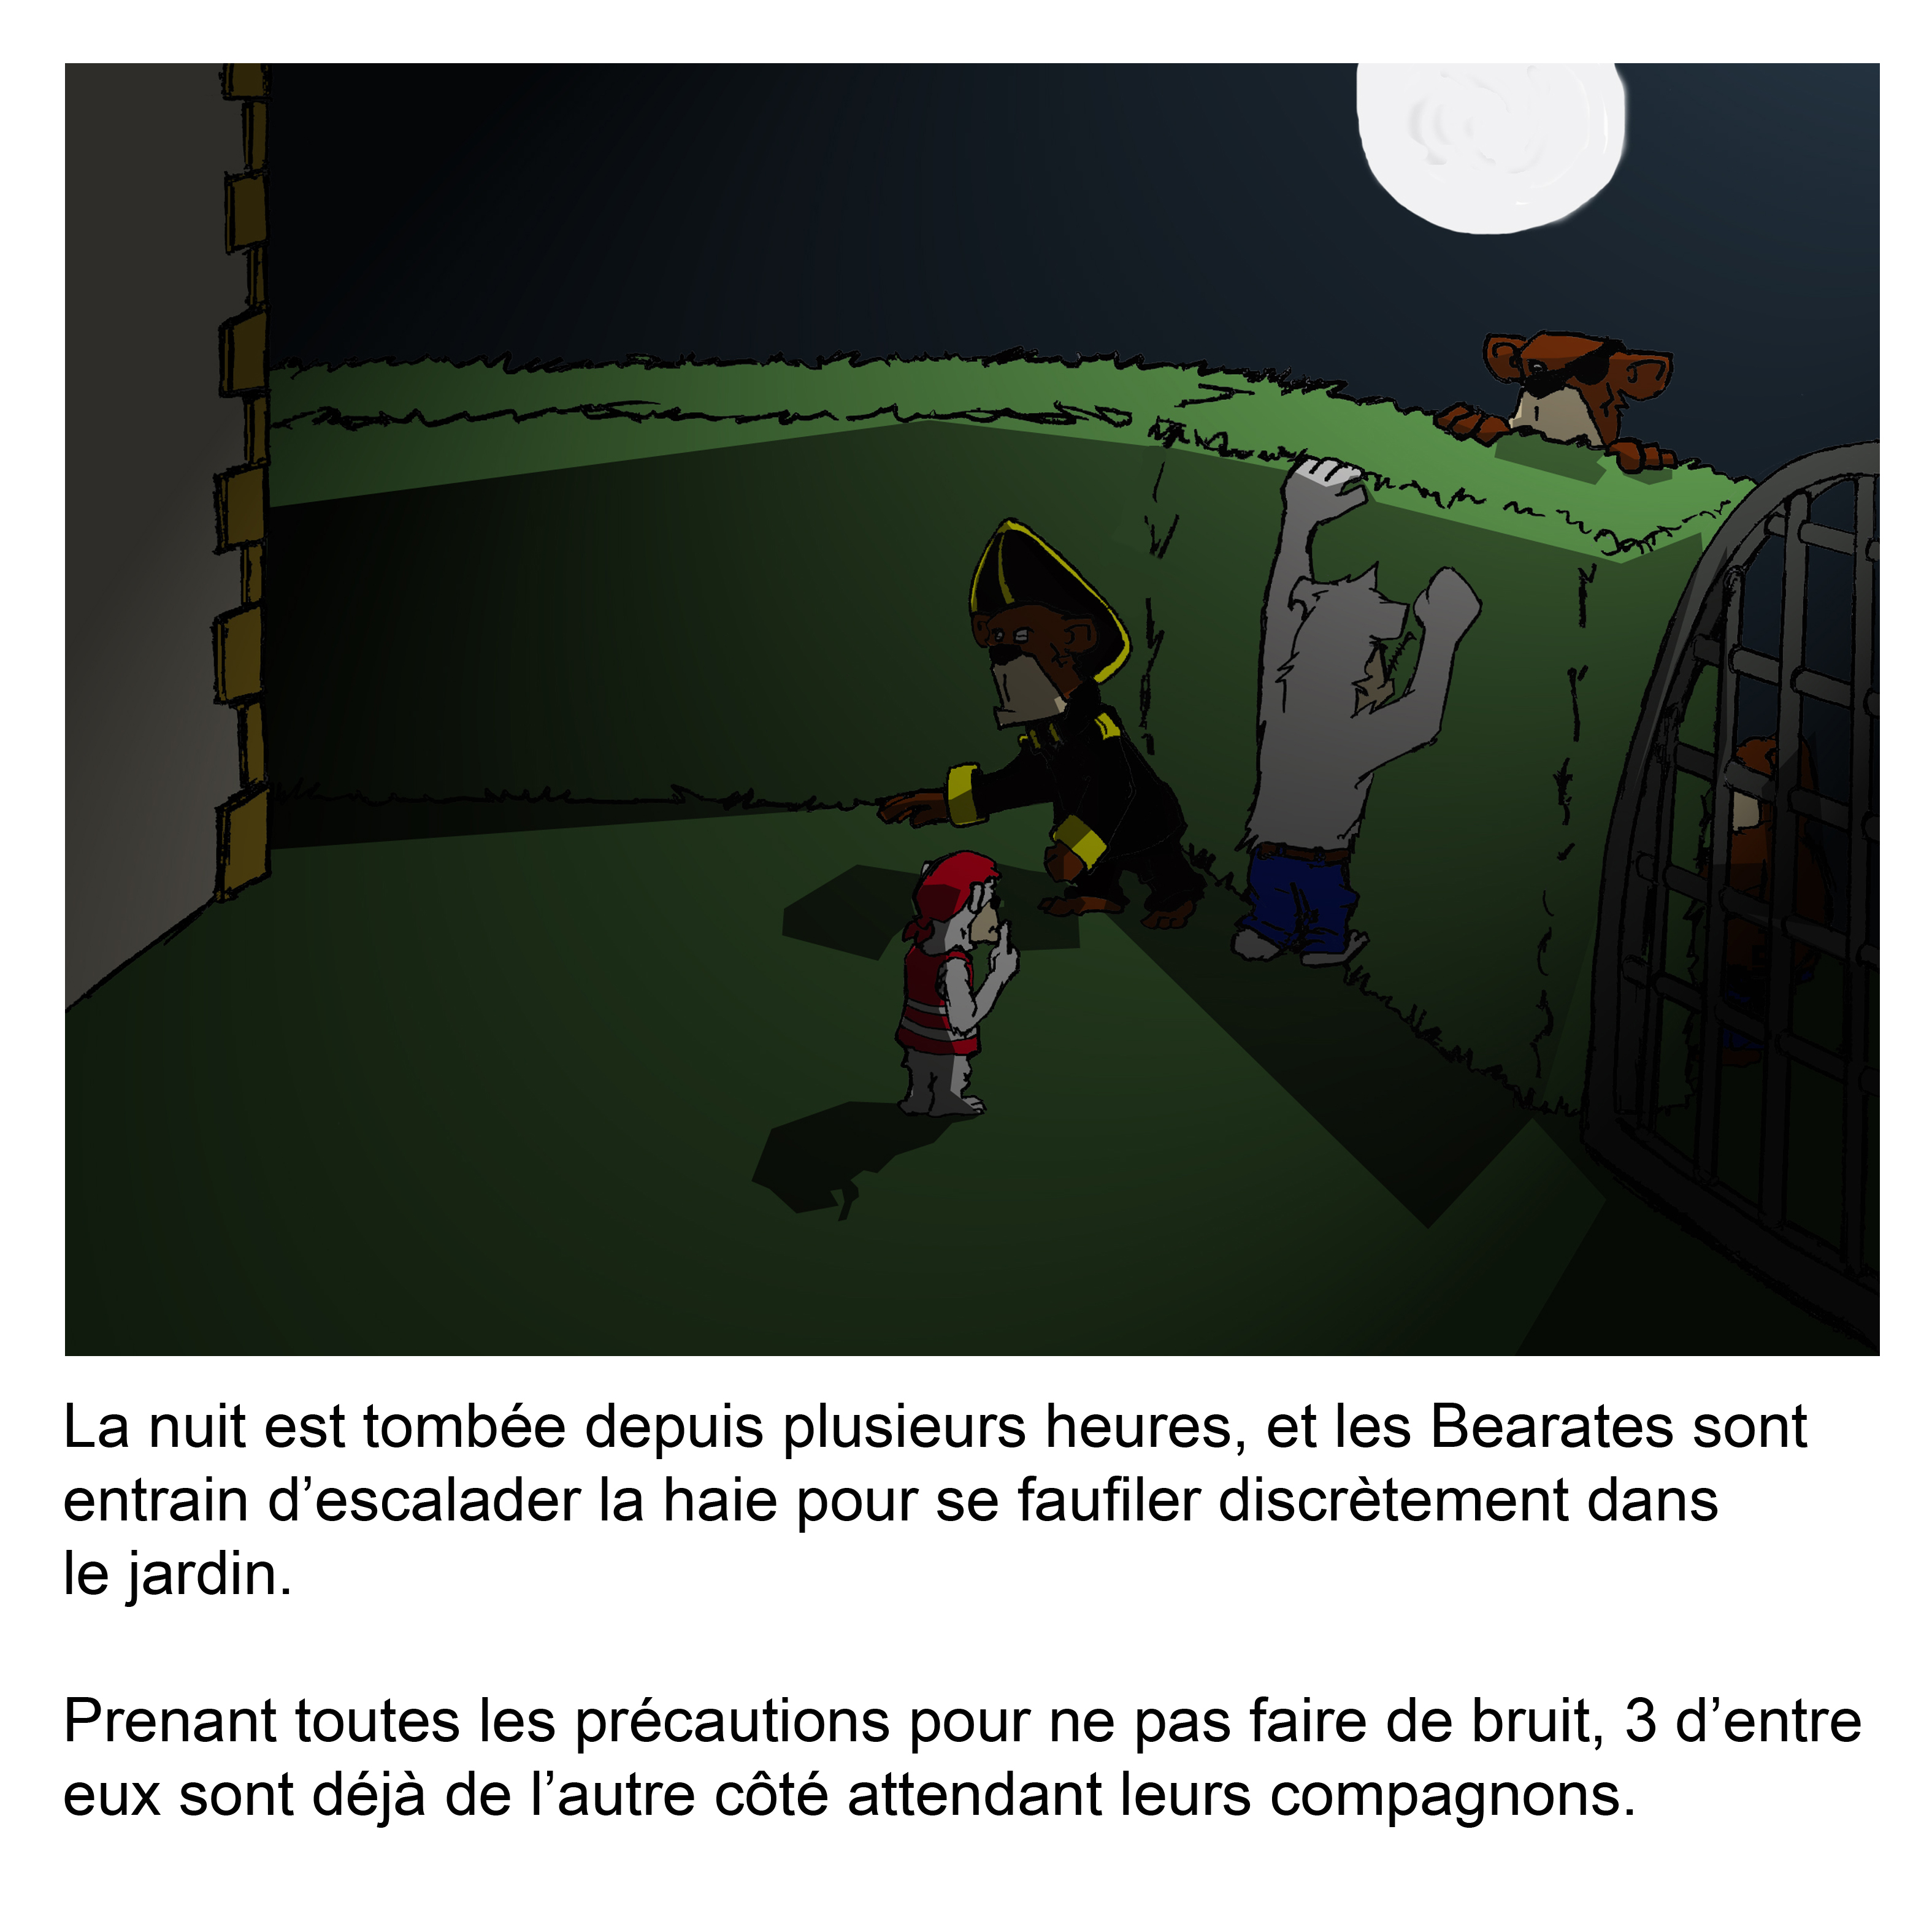 La nuit est tombée depuis plusieurs heures, et les Bearates sont
entrain d’escalader la haie pour se faufiler discrètement dans
le jardin.
Prenant toutes les précautions pour ne pas faire de bruit, 3 d’entre
eux sont déjà de l’autre côté attendant leurs compagnons.